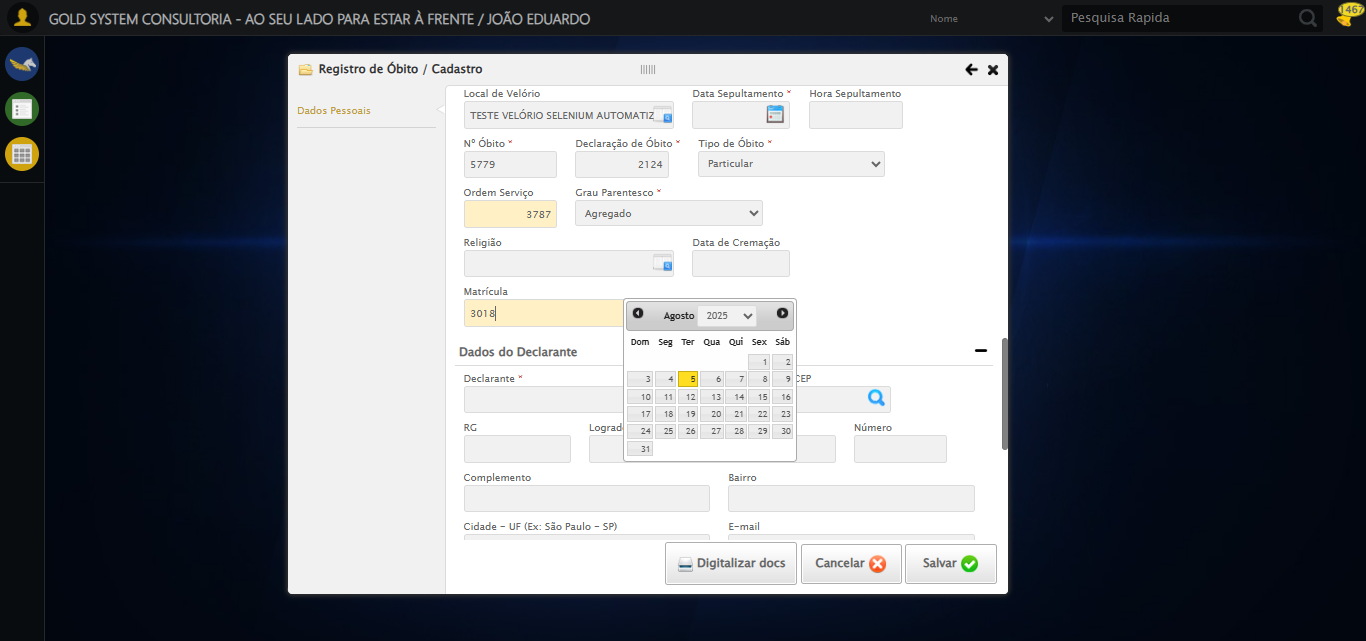 GOLD SYSTEM CONSULTORIA - AO SEU LADO PARA ESTAR À FRENTE / JOÃO EDUARDO
Nome
Pesquisa Rapida
1467
Registro de Óbito / Cadastro
Dados Pessoais
Local de Velório
Data Sepultamento *
Hora Sepultamento
TESTE VELÓRIO SELENIUM AUTOMATIZ
Nº Óbito *
Declaração de Óbito *
Tipo de Óbito *
5779
2124
Particular
Ordem Serviço
Grau Parentesco *
3787
Agregado
Religião
Data de Cremação
Matrícula
3018
Agosto 2025
Dom Seg Ter Qua Qui Sex Sáb
1 2
3 4 5 6 7 8 9
10 11 12 13 14 15 16
17 18 19 20 21 22 23
24 25 26 27 28 29 30
31
Dados do Declarante
Declarante *
CEP
RG
Lograd
Número
Complemento
Bairro
Cidade - UF (Ex: São Paulo - SP)
E-mail
Digitalizar docs
Cancelar
Salvar